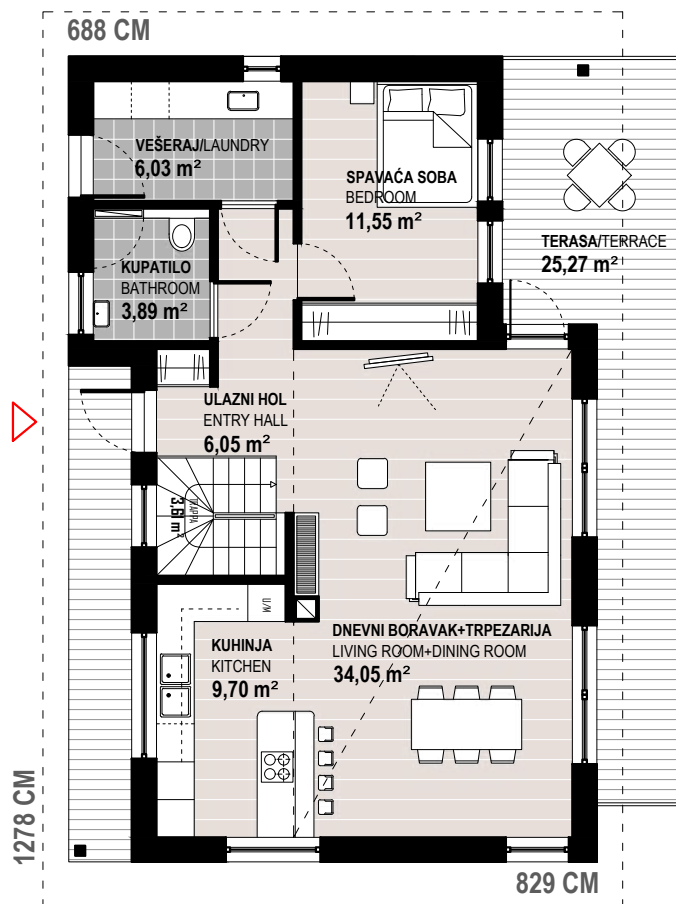 688 CM
VEŠERAJ/LAUNDRY
6,03 m²
SPAVAĆA SOBA
BEDROOM
11,55 m²
TERASA/TERRACE
25,27 m²
KUPATILO
BATHROOM
3,89 m²
ULAZNI HOL
ENTRY HALL
6,05 m²
3,61 m²
U/M
DNEVNI BORAVAK+TRPEZARIJA
LIVING ROOM+DINING ROOM
34,05 m²
KUHINJA
KITCHEN
9,70 m²
1278 CM
829 CM